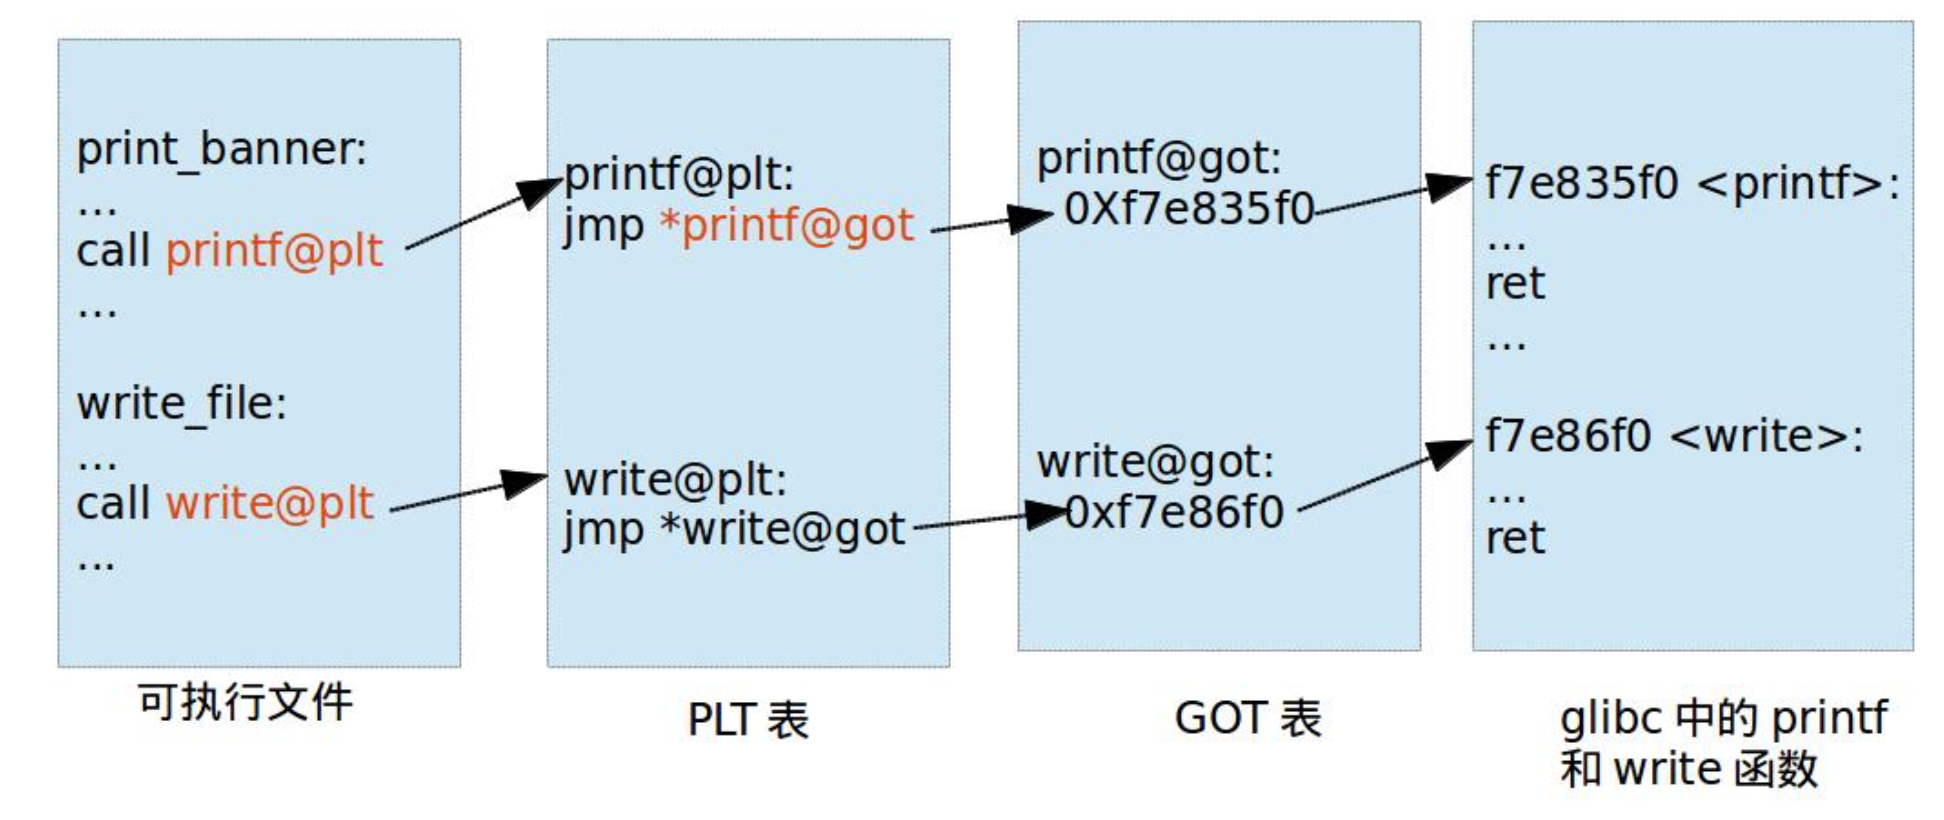 print_banner:
...
call printf@plt
...
write_file:
...
call write@plt
...
可执行文件
printf@plt:
jmp *printf@got
write@plt:
jmp *write@got
PLT 表
printf@got:
0Xf7e835f0
write@got:
0xf7e86f0
GOT 表
f7e835f0 <printf>:
...
ret
...
f7e86f0 <write>:
...
ret
glibc 中的 printf
和 write 函数